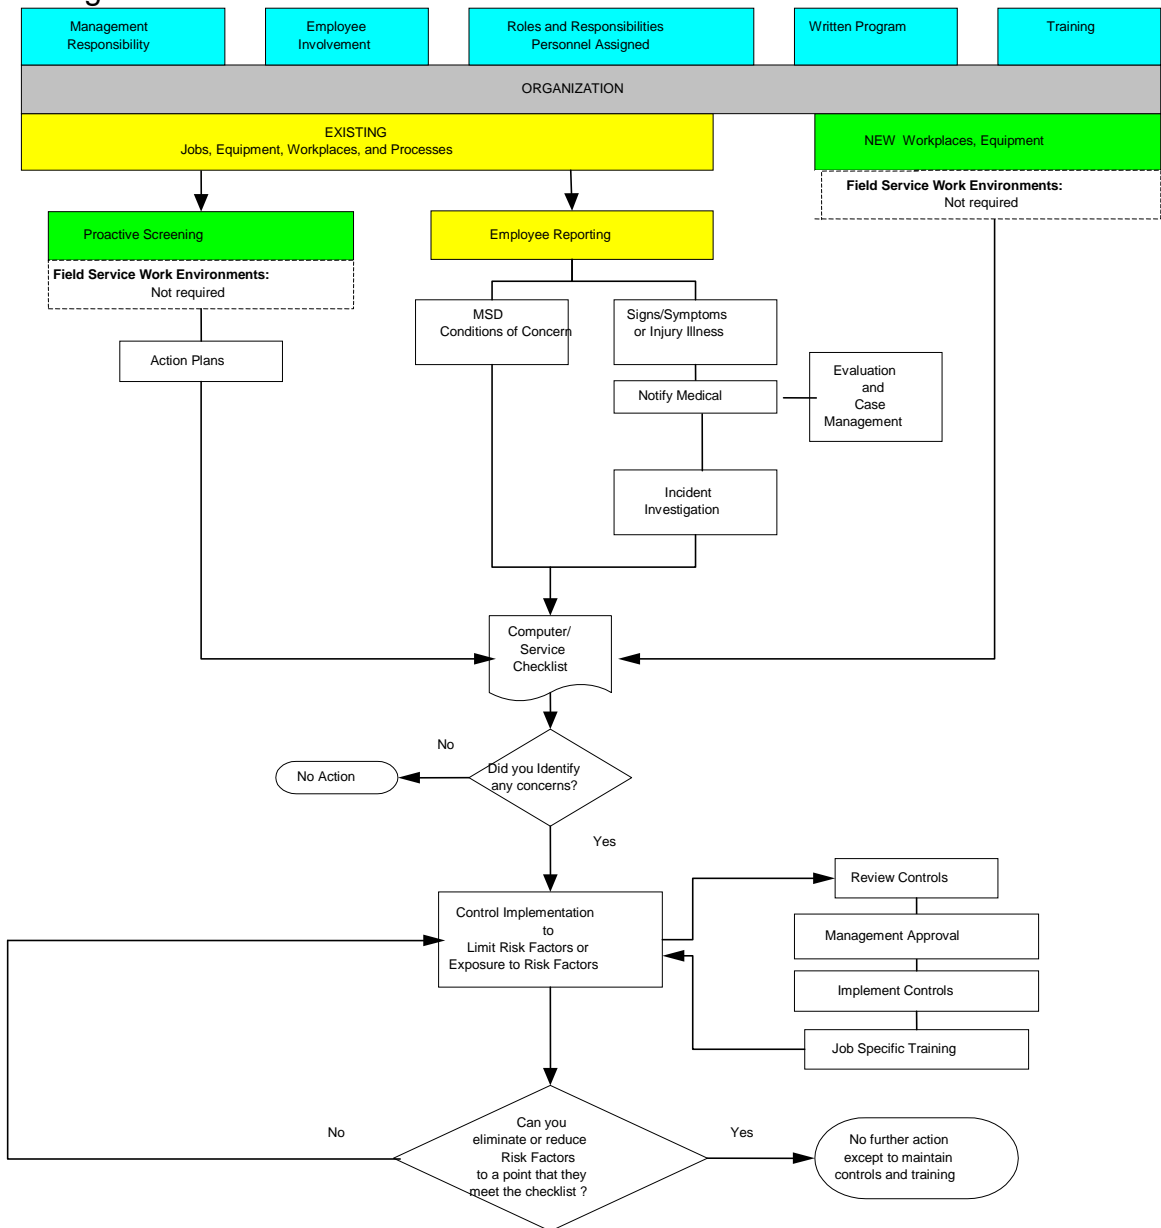 Management
Responsibility
Employee
Involvement
Roles and Responsibilities
Personnel Assigned
Written Program
Training
ORGANIZATION
EXISTING
Jobs, Equipment, Workplaces, and Processes
NEW Workplaces, Equipment
Field Service Work Environments:
Not required
Proactive Screening
Field Service Work Environments:
Not required
Employee Reporting
MSD
Conditions of Concern
Signs/Symptoms
or Injury Illness
Action Plans
Notify Medical
Evaluation
and
Case
Management
Incident
Investigation
Computer/
Service
Checklist
No
No Action
Did you Identify
any concerns?
Yes
Review Controls
Control Implementation
to
Limit Risk Factors or
Exposure to Risk Factors
Management Approval
Implement Controls
Job Specific Training
No
Can you
eliminate or reduce
Risk Factors
to a point that they
meet the checklist ?
Yes
No further action
except to maintain
controls and training